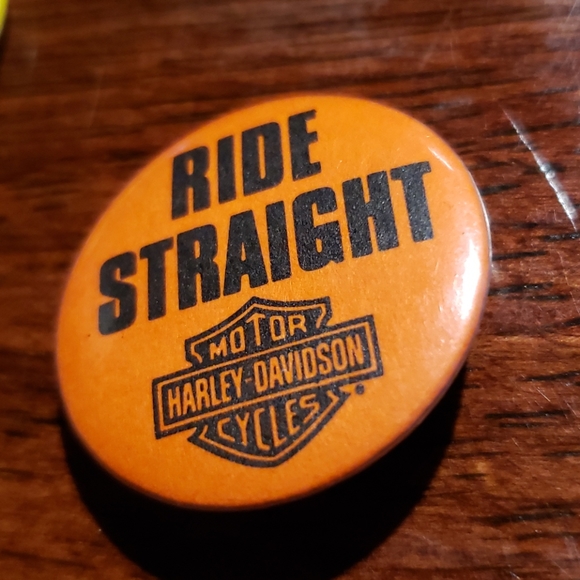 RIDE
STRAIGHT
MOTOR
HARLEY-DAVIDSON
CYCLES